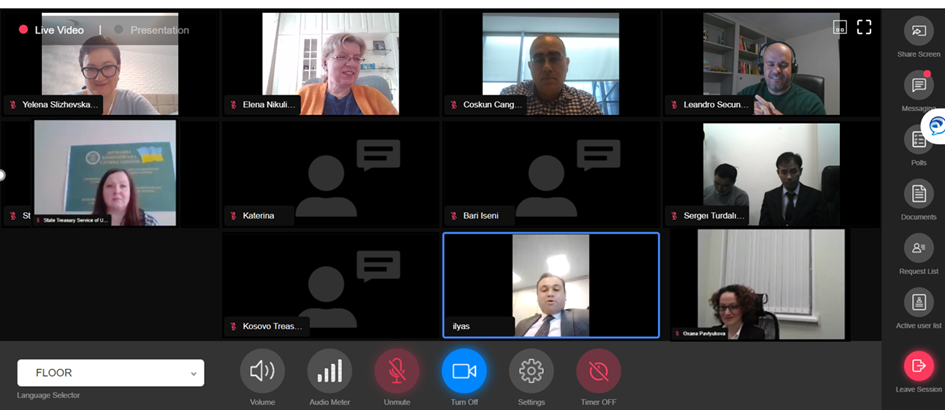 Live Video | Presentation
Share Screen
Yelena Slizhevska...
Elena Nikuli...
Coskun Cang...
Leandro Secun...
Messaging
Polls
St
State Treasury Service of U...
Katerina
Bari Iseni
Sergei Turdali...
Documents
Request List
Kosovo Treas...
ilyas
Oxana Pavlyukova
Active user list
FLOOR
Language Selector
Volume
Audio Meter
Unmute
Turn Off
Settings
Timer OFF
Leave Session